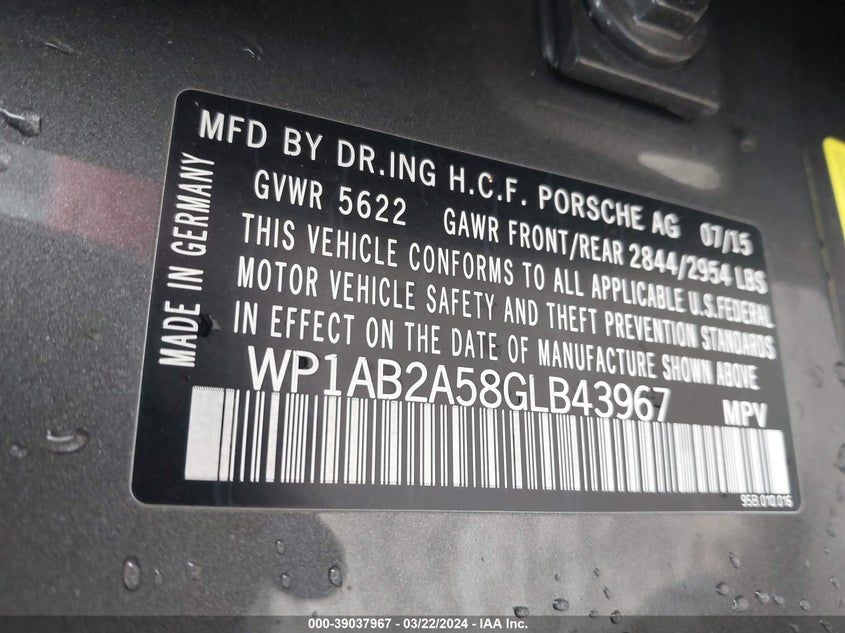 MFD BY DR.ING H.C.F. PORSCHE AG 07/15
GVWR 5622 GAWR FRONT/REAR 2844/2954 LBS
THIS VEHICLE CONFORMS TO ALL APPLICABLE U.S.FEDERAL
MOTOR VEHICLE SAFETY AND THEFT PREVENTION STANDARDS
IN EFFECT ON THE DATE OF MANUFACTURE SHOWN ABOVE
WP1AB2A58GLB43967 MPV
MADE IN GERMANY
95B.010.016
000-39037967 - 03/22/2024 - IAA Inc.